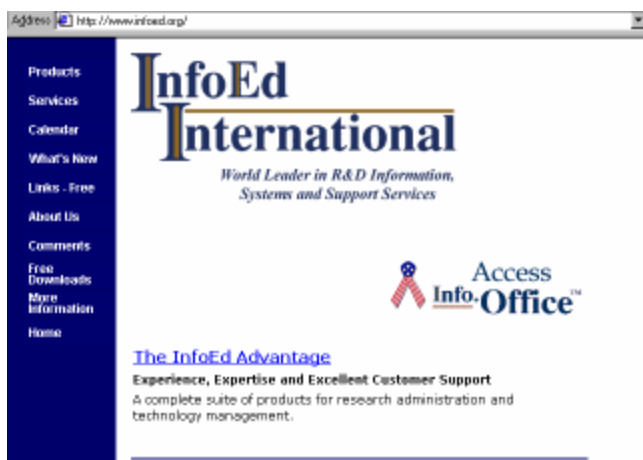 Address http://www.infoed.org/
Products
Services
Calendar
What's New
Links - Free
About Us
Comments
Free
Downloads
More
Information
Home
InfoEd
International
World Leader in R&D Information,
Systems and Support Services
Access
Info.Office™
The InfoEd Advantage
Experience, Expertise and Excellent Customer Support
A complete suite of products for research administration and
technology management.